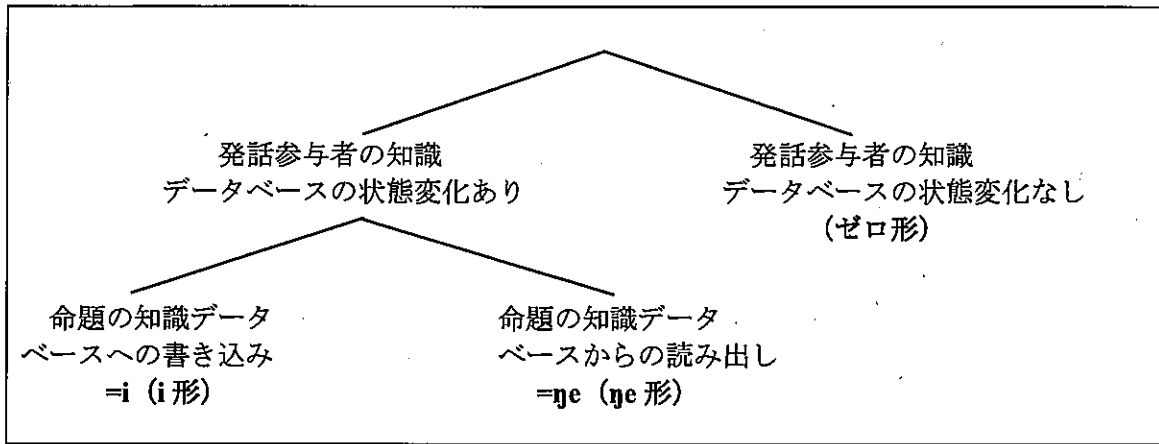 発話参与者の知識
データベースの状態変化あり
発話参与者の知識
データベースの状態変化なし
(ゼロ形)
命題の知識データ
ベースへの書き込み
=i (i 形)
命題の知識データ
ベースからの読み出し
=ŋe (ŋe 形)